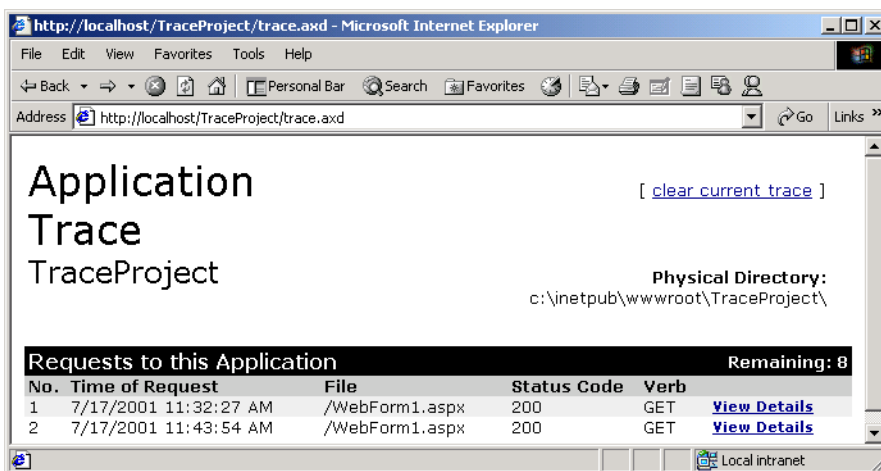 http://localhost/TraceProject/trace.axd - Microsoft Internet Explorer
File Edit View Favorites Tools Help
Back Personal Bar Search Favorites
Address http://localhost/TraceProject/trace.axd Go Links »
Application
Trace
[ clear current trace ]
TraceProject
Physical Directory:
c:\inetpub\wwwroot\TraceProject\
Requests to this Application Remaining: 8
No. Time of Request File Status Code Verb
1 7/17/2001 11:32:27 AM /WebForm1.aspx 200 GET View Details
2 7/17/2001 11:43:54 AM /WebForm1.aspx 200 GET View Details
Local intranet